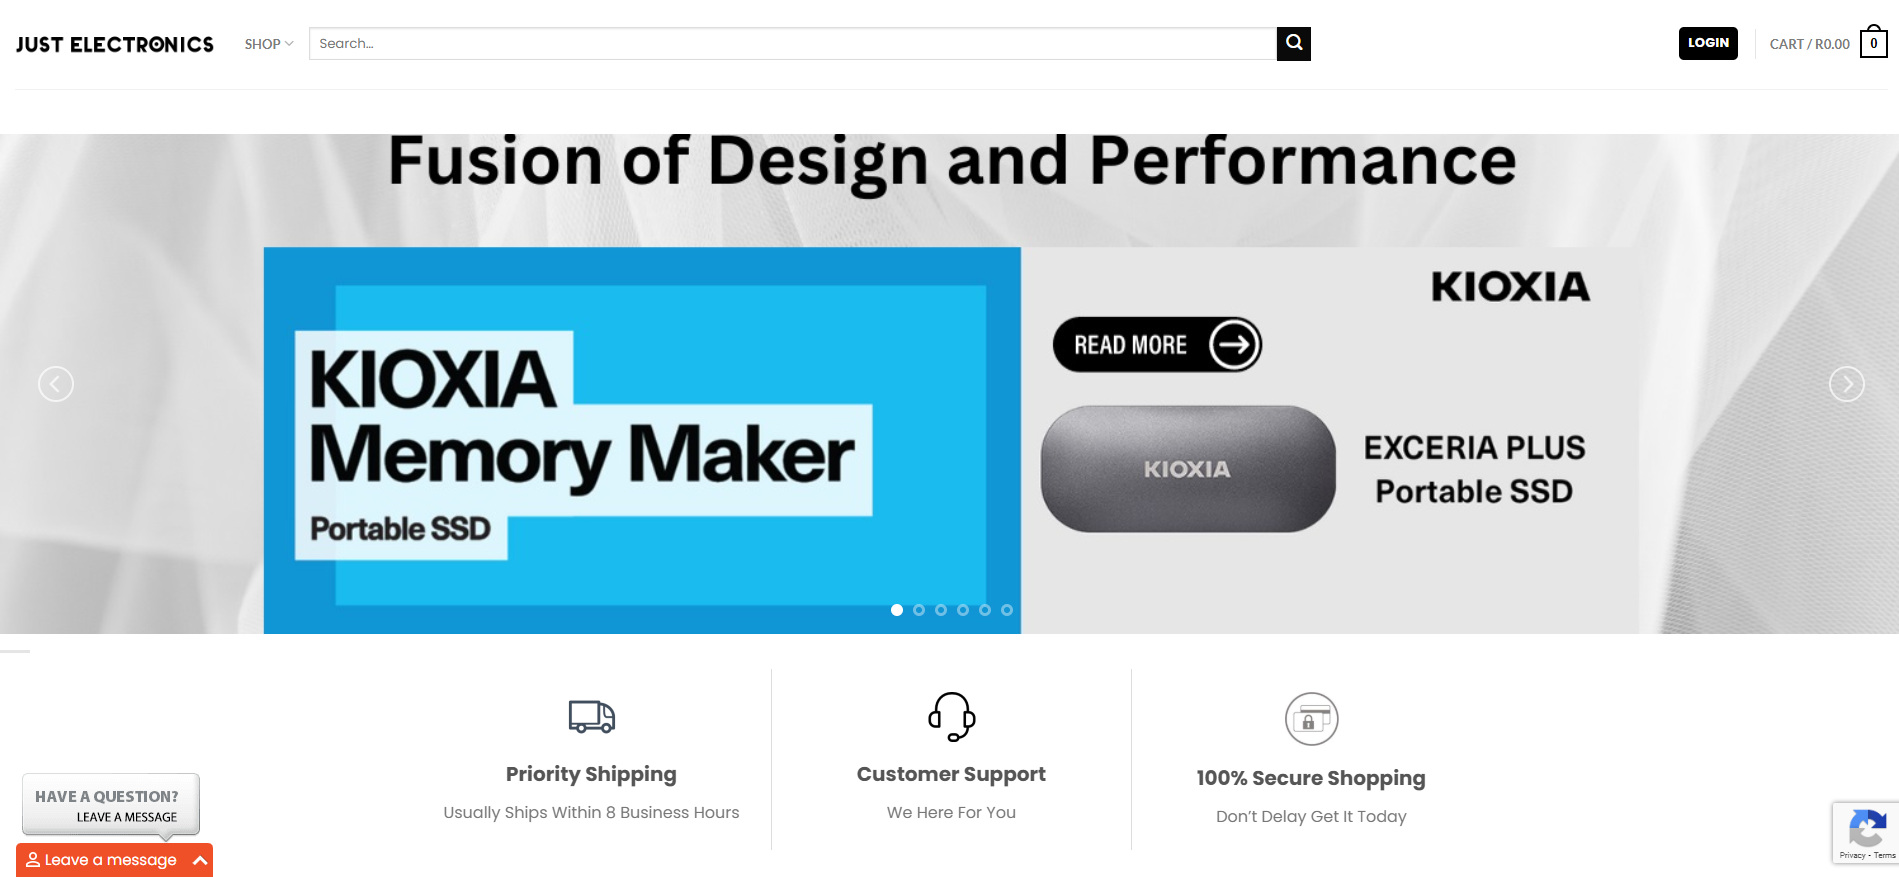 JUST ELECTRONICS
SHOP
Search...
LOGIN
CART / R0.00
0
Fusion of Design and Performance
KIOXIA
Memory Maker
Portable SSD
KIOXIA
READ MORE
KIOXIA
EXCERIA PLUS
Portable SSD
Priority Shipping
Usually Ships Within 8 Business Hours
Customer Support
We Here For You
100% Secure Shopping
Don't Delay Get It Today
HAVE A QUESTION?
LEAVE A MESSAGE
Leave a message
Privacy - Terms